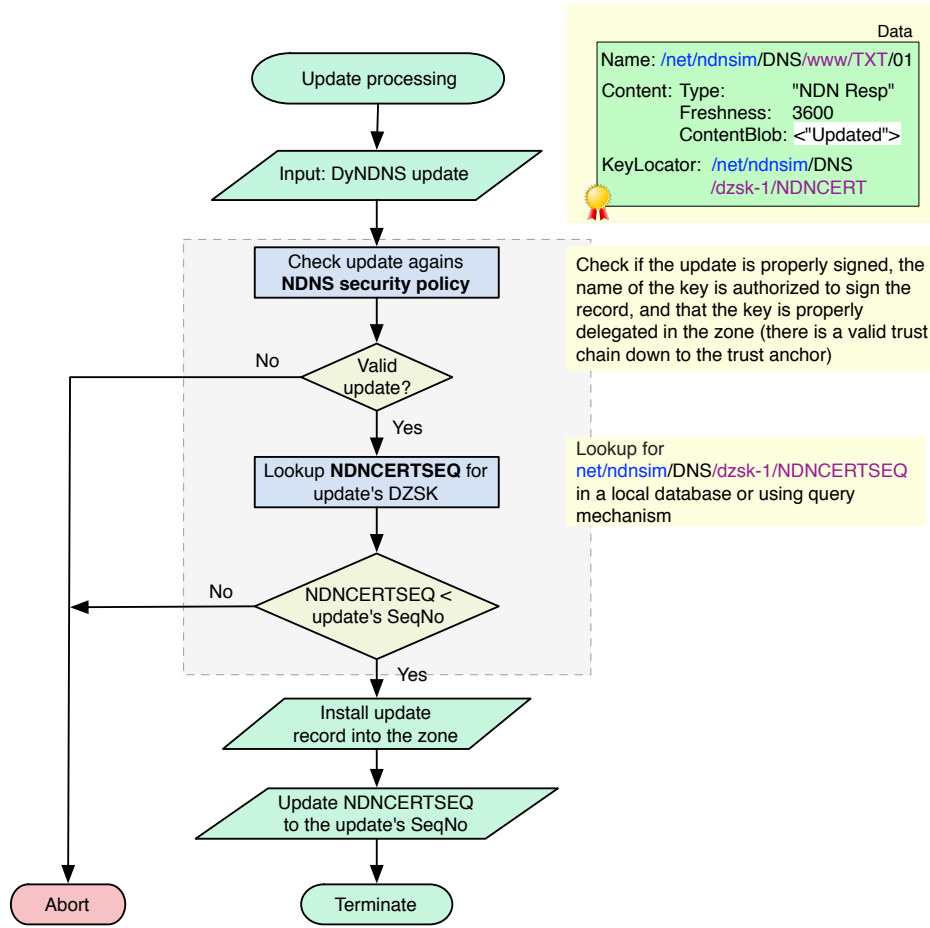 Data
Name: /net/ndnsim/DNS/www/TXT/01
Content: Type: "NDN Resp"
Freshness: 3600
ContentBlob: <"Updated">
KeyLocator: /net/ndnsim/DNS
/dzsk-1/NDNCERT
Update processing
Input: DyNDNS update
Check update agains
NDNS security policy
Check if the update is properly signed, the
name of the key is authorized to sign the
record, and that the key is properly
delegated in the zone (there is a valid trust
chain down to the trust anchor)
Valid
update?
No
Yes
Lookup NDNCERTSEQ for
update's DZSK
Lookup for
net/ndnsim/DNS/dzsk-1/NDNCERTSEQ
in a local database or using query
mechanism
NDNCERTSEQ <
update's SeqNo
No
Yes
Install update
record into the zone
Update NDNCERTSEQ
to the update's SeqNo
Abort
Terminate